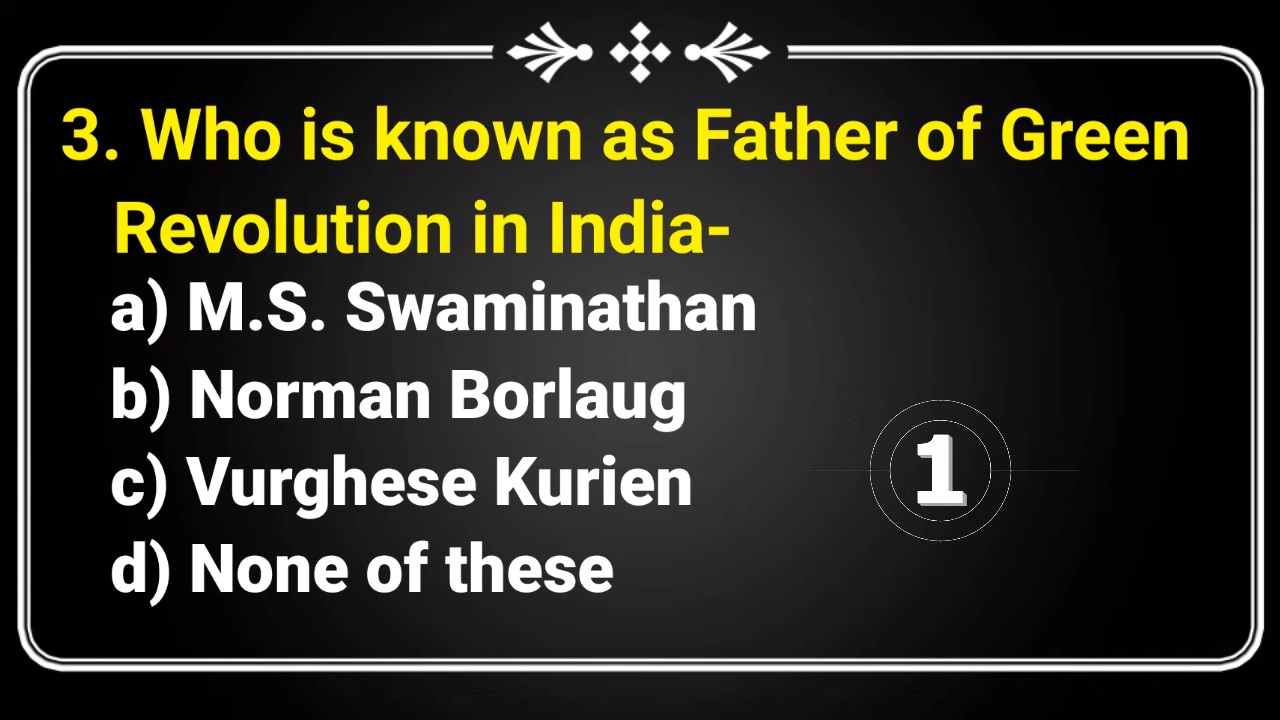 3. Who is known as Father of Green
Revolution in India-
a) M.S. Swaminathan
b) Norman Borlaug
c) Vurghese Kurien
d) None of these
1